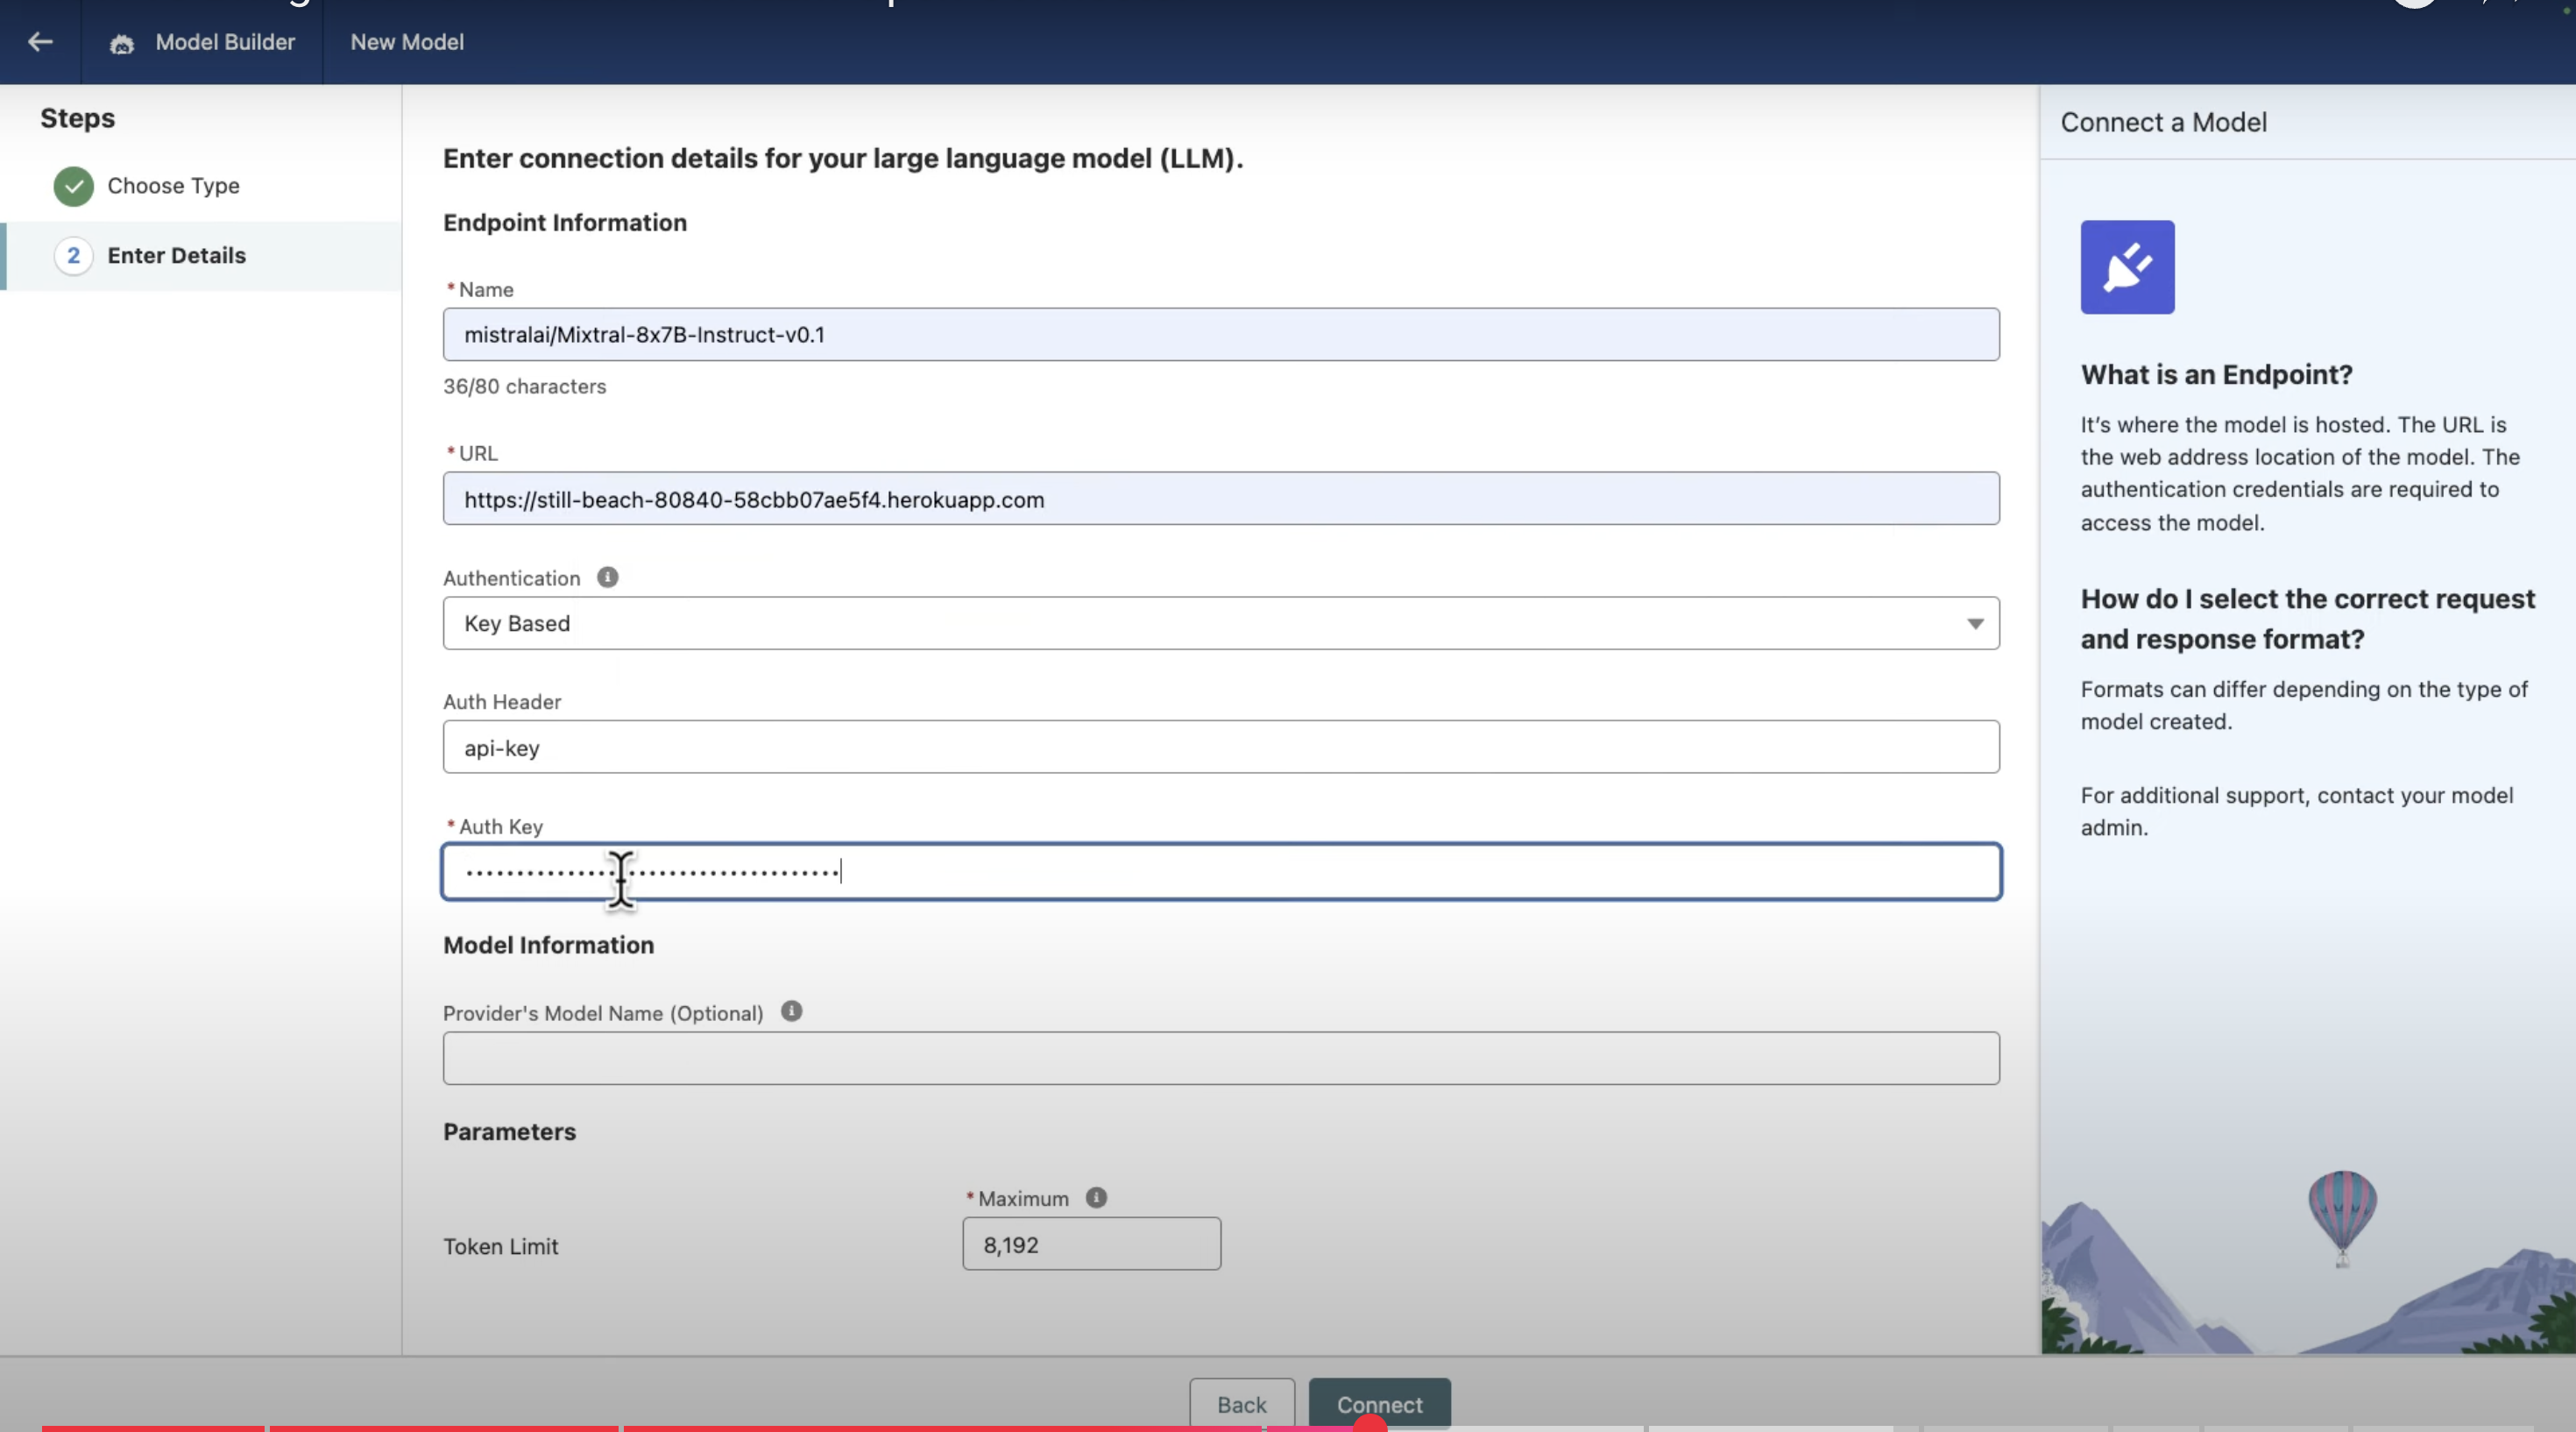 Model Builder
New Model
Steps
Choose Type
2 Enter Details
Enter connection details for your large language model (LLM).
Endpoint Information
* Name
mistralai/Mixtral-8x7B-Instruct-v0.1
36/80 characters
* URL
https://still-beach-80840-58cbb07ae5f4.herokuapp.com
Authentication
Key Based
Auth Header
api-key
* Auth Key
Model Information
Provider's Model Name (Optional)
Parameters
* Maximum
Token Limit
8,192
Back
Connect
Connect a Model
What is an Endpoint?
It's where the model is hosted. The URL is
the web address location of the model. The
authentication credentials are required to
access the model.
How do I select the correct request
and response format?
Formats can differ depending on the type of
model created.
For additional support, contact your model
admin.